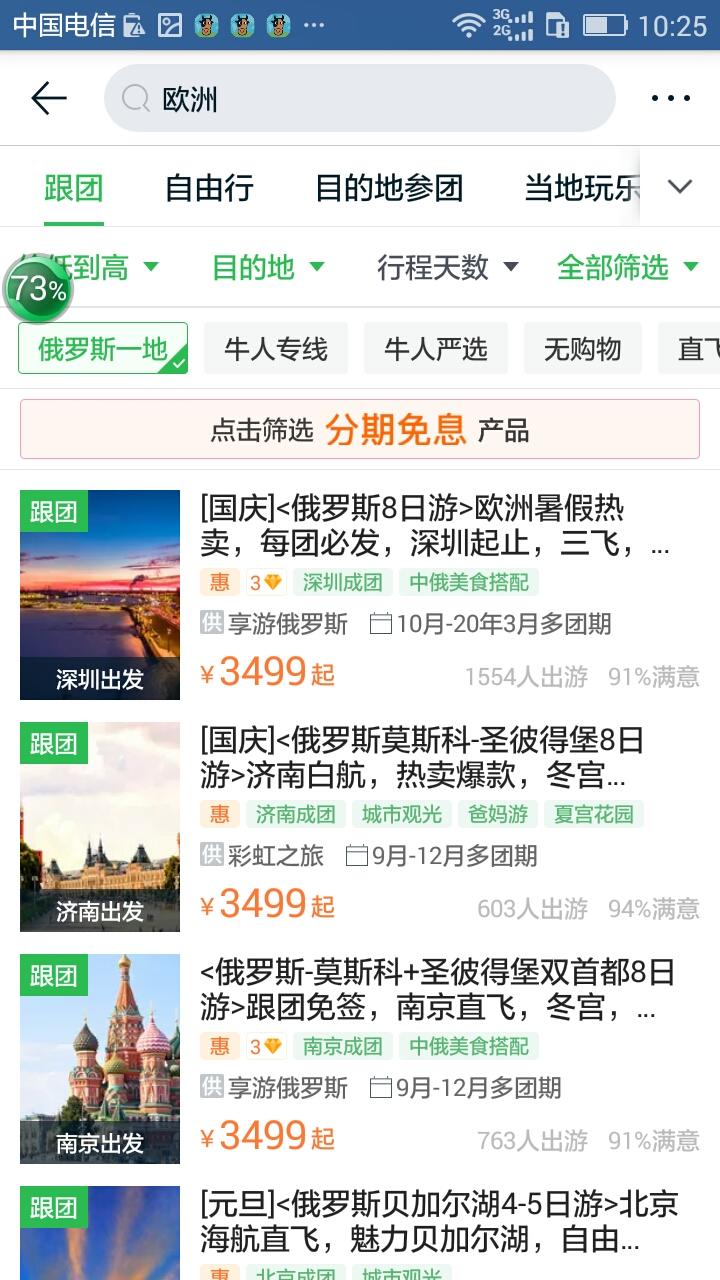 中国电信 3G 2G 10:25
欧洲
跟团 自由行 目的地参团 当地玩乐
低到高 目的地 行程天数 全部筛选
73%
俄罗斯一地 牛人专线 牛人严选 无购物 直飞
点击筛选 分期免息 产品
跟团
[国庆]<俄罗斯8日游>欧洲暑假热
卖，每团必发，深圳起止，三飞，...
惠 3 深圳成团 中俄美食搭配
供 享游俄罗斯 10月-20年3月多团期
深圳出发
¥3499起 1554人出游 91%满意
跟团
[国庆]<俄罗斯莫斯科-圣彼得堡8日
游>济南白航，热卖爆款，冬宫...
惠 济南成团 城市观光 爸妈游 夏宫花园
供 彩虹之旅 9月-12月多团期
济南出发
¥3499起 603人出游 94%满意
跟团
<俄罗斯-莫斯科+圣彼得堡双首都8日
游>跟团免签，南京直飞，冬宫，...
惠 3 南京成团 中俄美食搭配
供 享游俄罗斯 9月-12月多团期
南京出发
¥3499起 763人出游 91%满意
跟团
[元旦]<俄罗斯贝加尔湖4-5日游>北京
海航直飞，魅力贝加尔湖，自由...
惠 北京成团 城市观光